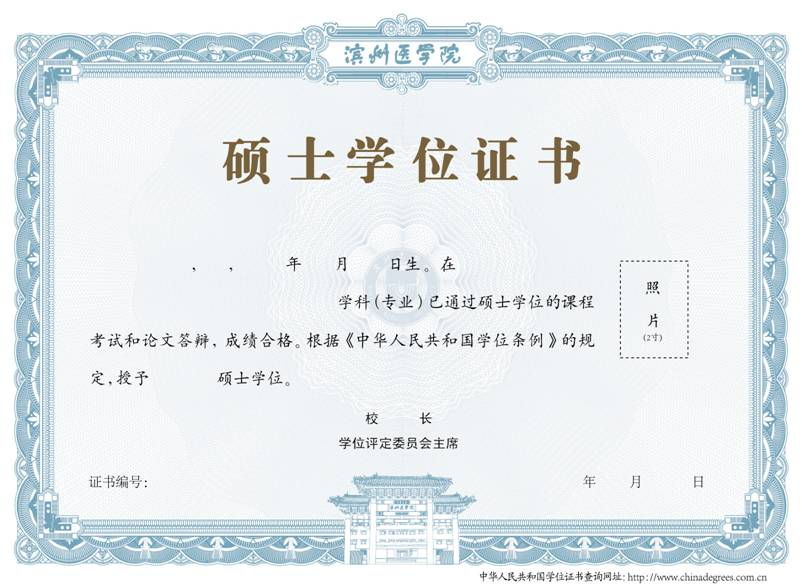 滨州医学院
硕士学位证书
, , 年 月 日生。在
学科(专业)已通过硕士学位的课程
考试和论文答辩, 成绩合格。根据《中华人民共和国学位条例》的规
定, 授予 硕士学位。
照
片
(2寸)
校 长
学位评定委员会主席
证书编号: 年 月 日
滨州医学院
中华人民共和国学位证书查询网址: http://www.chinadegrees.com.cn